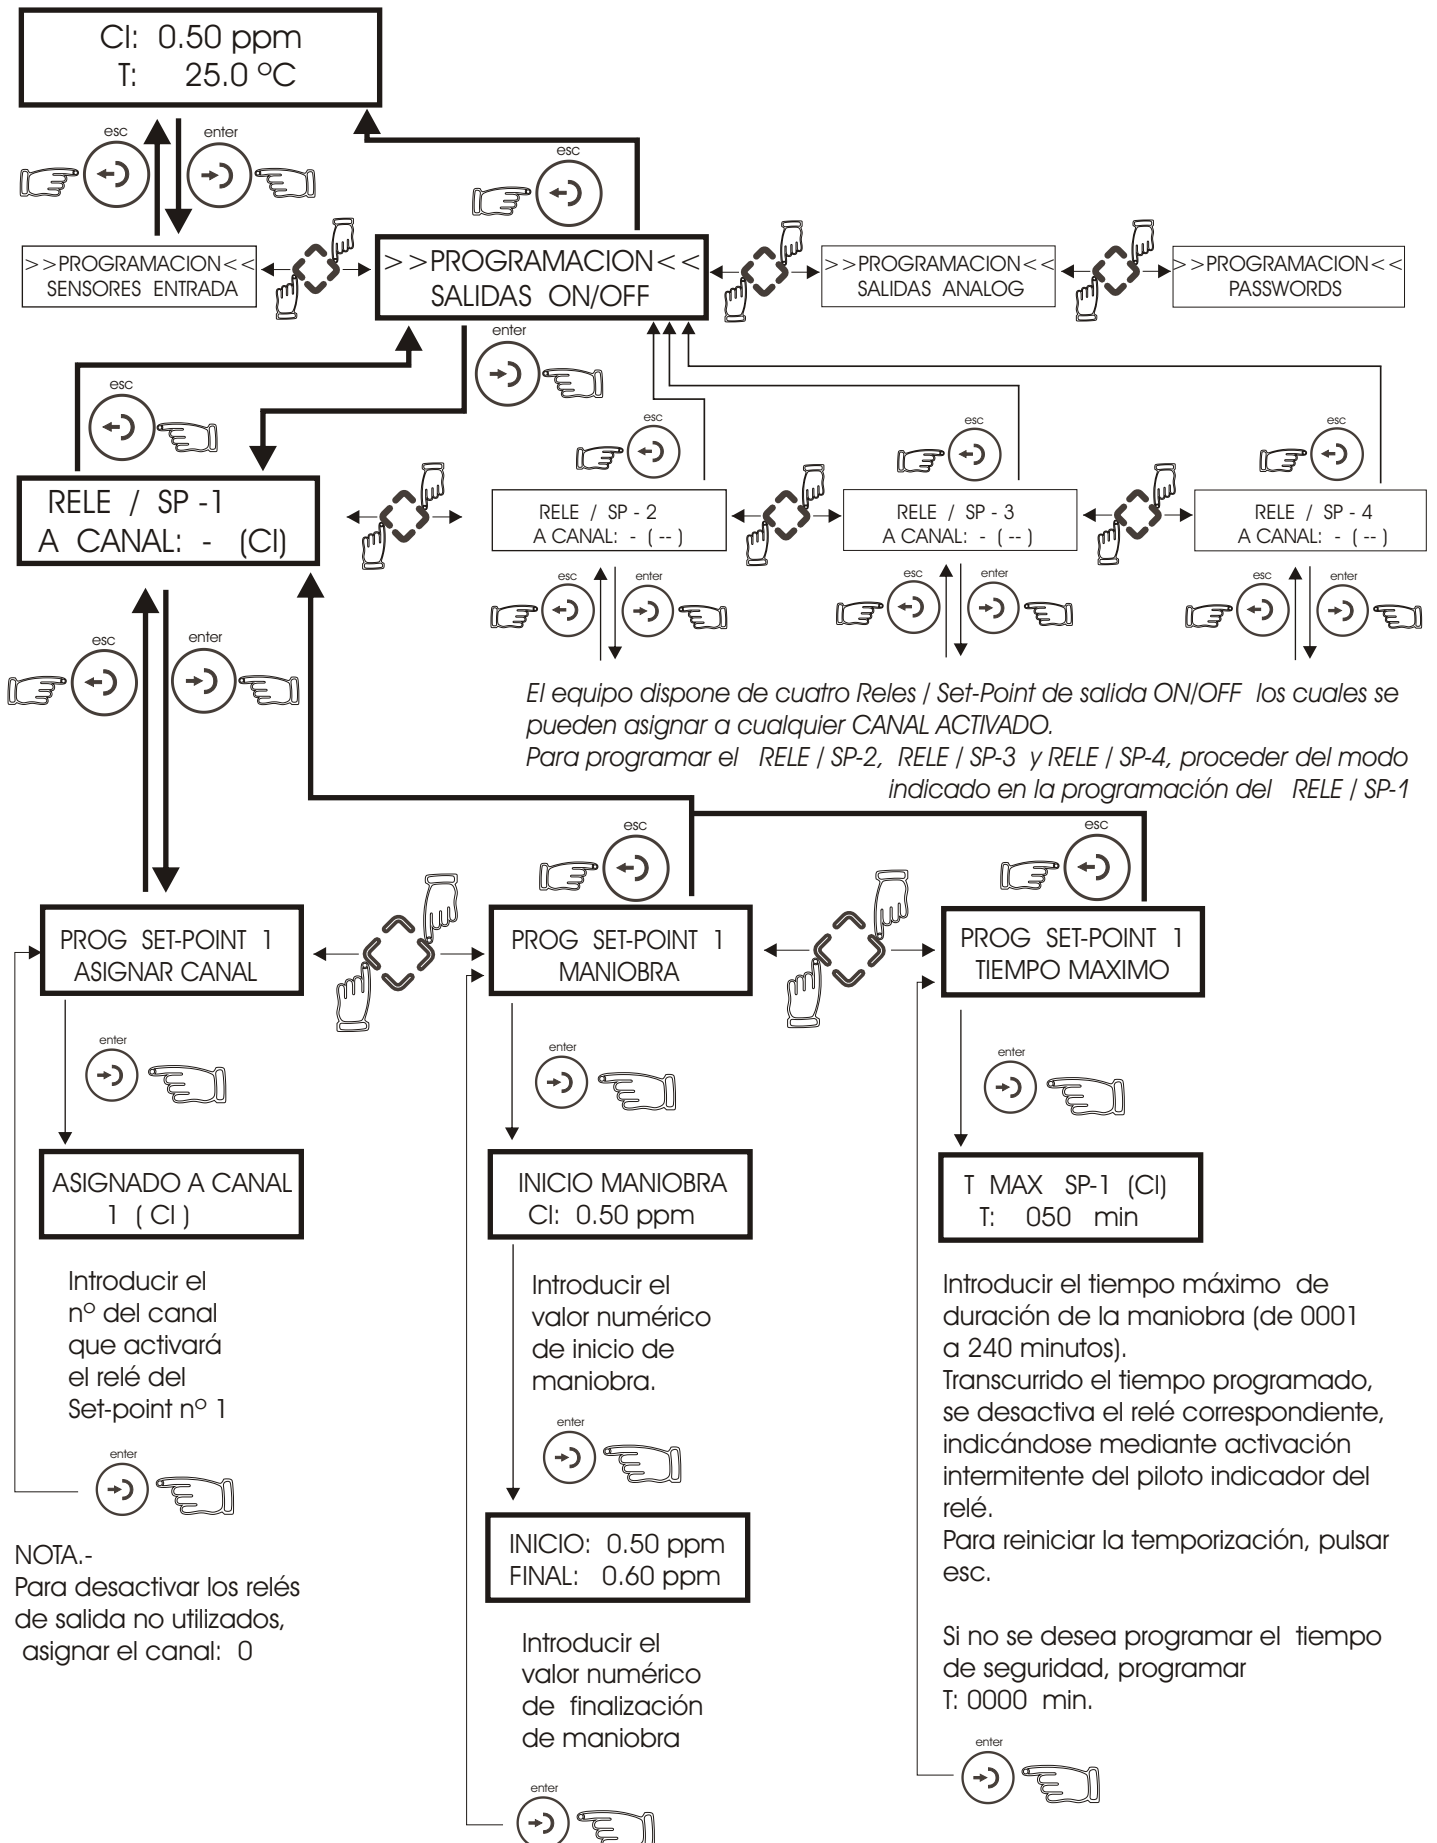 Cl: 0.50 ppm
T: 25.0 ºC
esc
enter
esc
>>PROGRAMACION<<
SENSORES ENTRADA
>>PROGRAMACION<<
SALIDAS ON/OFF
>>PROGRAMACION<<
SALIDAS ANALOG
>>PROGRAMACION<<
PASSWORDS
enter
esc
esc
esc
esc
RELE / SP -1
A CANAL: - (Cl)
RELE / SP - 2
A CANAL: - ( -- )
RELE / SP - 3
A CANAL: - ( -- )
RELE / SP - 4
A CANAL: - ( -- )
esc
enter
esc
enter
esc
enter
esc
enter
El equipo dispone de cuatro Reles / Set-Point de salida ON/OFF los cuales se
pueden asignar a cualquier CANAL ACTIVADO.
Para programar el RELE / SP-2, RELE / SP-3 y RELE / SP-4, proceder del modo
indicado en la programación del RELE / SP-1
esc
esc
PROG SET-POINT 1
ASIGNAR CANAL
PROG SET-POINT 1
MANIOBRA
PROG SET-POINT 1
TIEMPO MAXIMO
enter
enter
enter
ASIGNADO A CANAL
1 ( Cl )
Introducir el
nº del canal
que activará
el relé del
Set-point nº 1
enter
NOTA.-
Para desactivar los relés
de salida no utilizados,
asignar el canal: 0
INICIO MANIOBRA
Cl: 0.50 ppm
Introducir el
valor numérico
de inicio de
maniobra.
enter
INICIO: 0.50 ppm
FINAL: 0.60 ppm
Introducir el
valor numérico
de finalización
de maniobra
enter
T MAX SP-1 (Cl)
T: 050 min
Introducir el tiempo máximo de
duración de la maniobra (de 0001
a 240 minutos).
Transcurrido el tiempo programado,
se desactiva el relé correspondiente,
indicándose mediante activación
intermitente del piloto indicador del
relé.
Para reiniciar la temporización, pulsar
esc.
Si no se desea programar el tiempo
de seguridad, programar
T: 0000 min.
enter